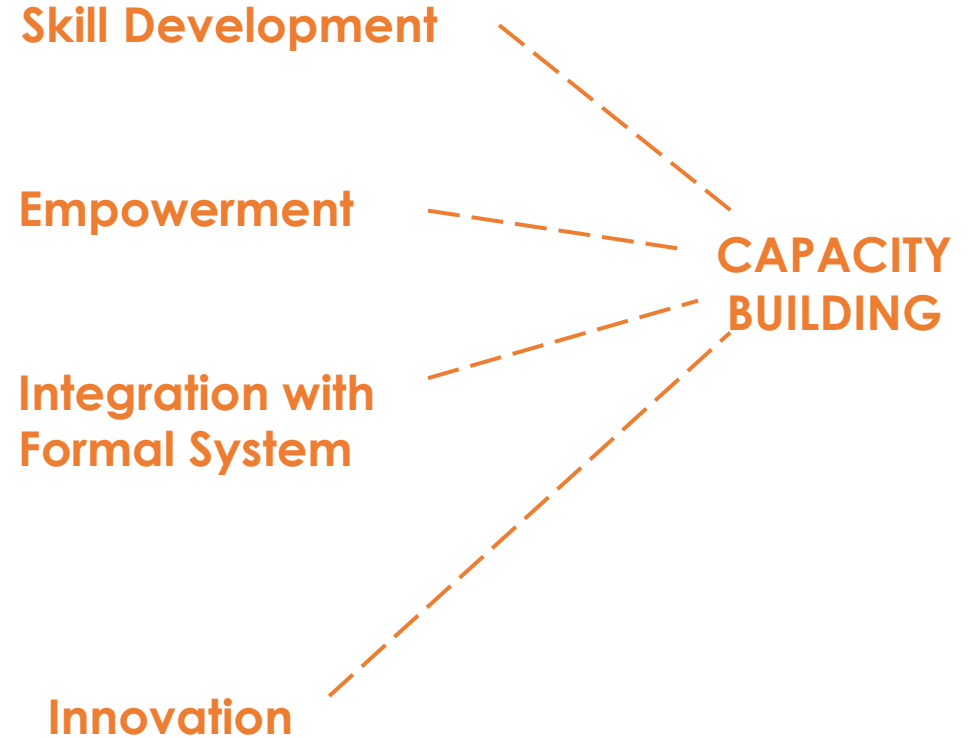 Skill Development
Empowerment
CAPACITY
BUILDING
Integration with
Formal System
Innovation